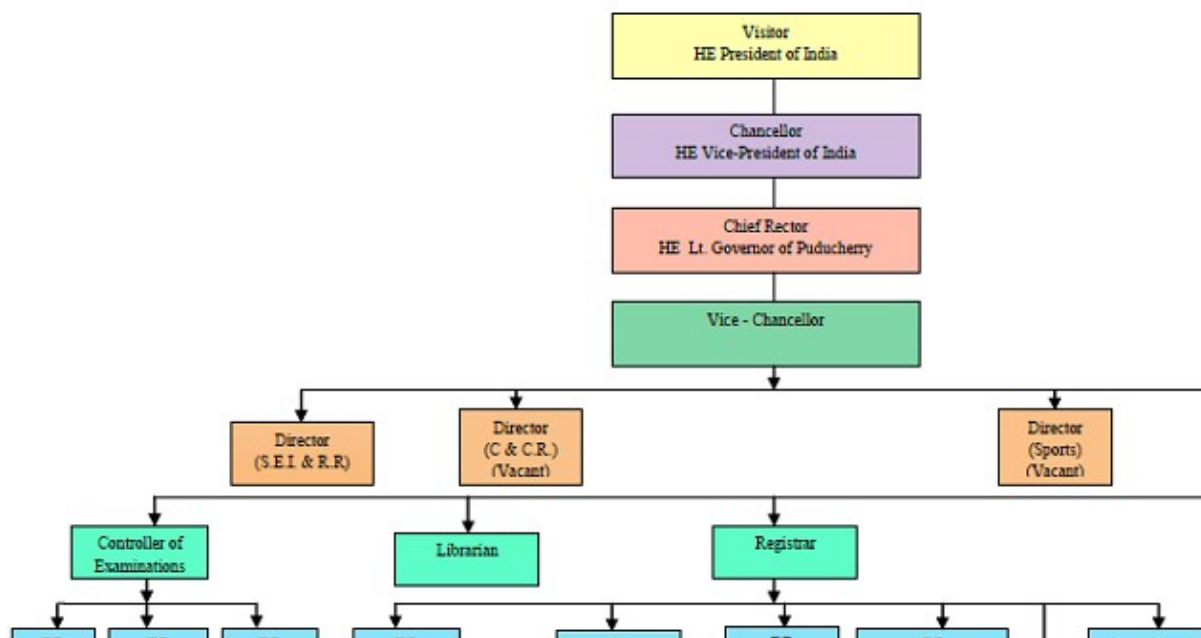 Visitor
HE President of India
Chancellor
HE Vice-President of India
Chief Rector
HE Lt. Governor of Puducherry
Vice - Chancellor
Director
(S.E.I. & R.R)
Director
(C & C.R.)
(Vacant)
Director
(Sports)
(Vacant)
Controller of
Examinations
Librarian
Registrar